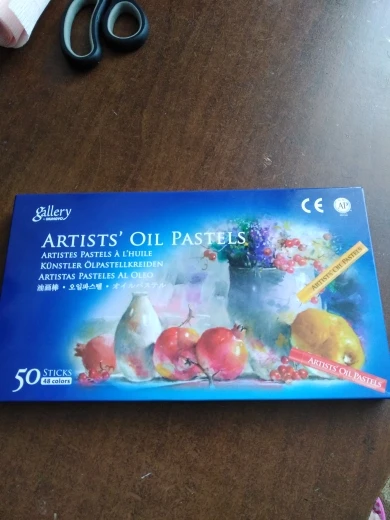 gallery
MUNGYO
CE
AP
ARTISTS' OIL PASTELS
ARTISTES PASTELS À L'HUILE
KÜNSTLER ÖLPASTELLKREIDEN
ARTISTAS PASTELES AL OLEO
油画棒 • 오일파스텔 • オイルパステル
ARTISTS' OIL PASTELS
ARTISTS' OIL PASTELS
50 STICKS
48 colors